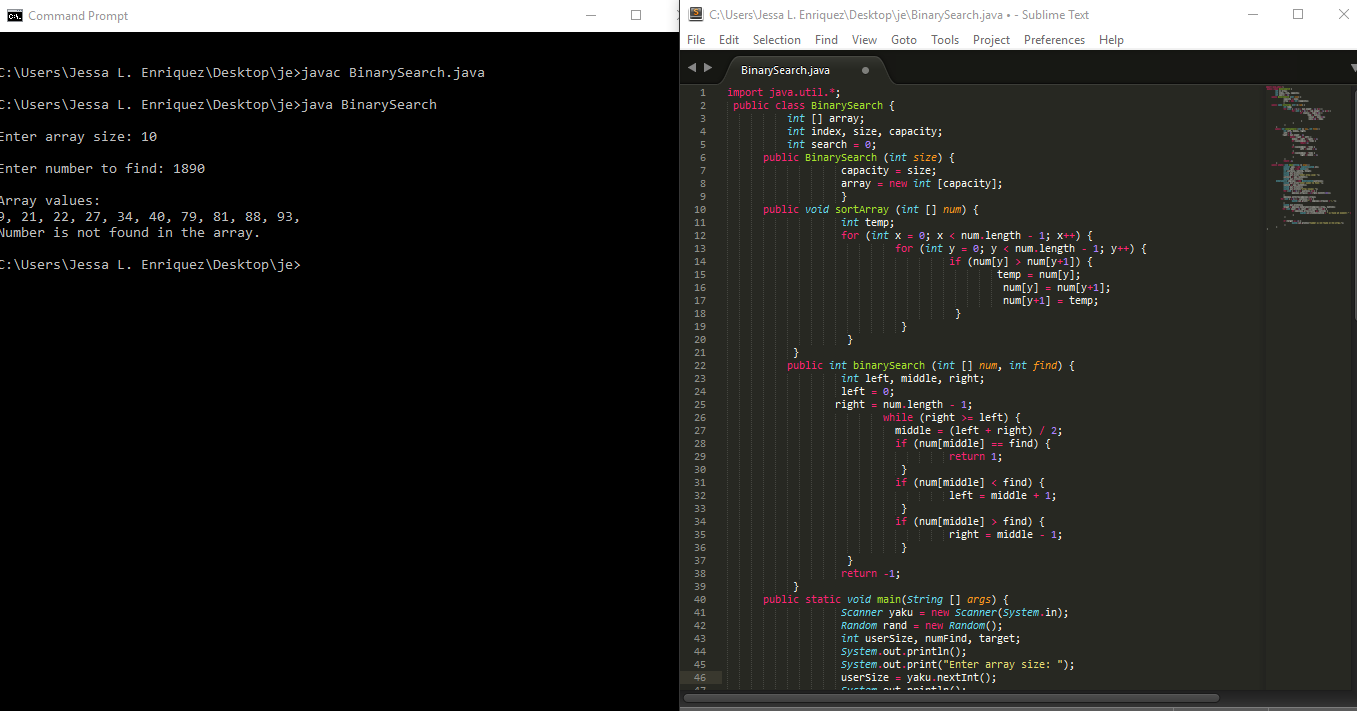 Command Prompt
C:\Users\Jessa L. Enriquez\Desktop\je>javac BinarySearch.java
C:\Users\Jessa L. Enriquez\Desktop\je>java BinarySearch
Enter array size: 10
Enter number to find: 1890
Array values:
9, 21, 22, 27, 34, 40, 79, 81, 88, 93,
Number is not found in the array.
C:\Users\Jessa L. Enriquez\Desktop\je>
C:\Users\Jessa L. Enriquez\Desktop\je\BinarySearch.java • - Sublime Text
File Edit Selection Find View Goto Tools Project Preferences Help
BinarySearch.java
1 import java.util.*;
2 public class BinarySearch {
3 int [] array;
4 int index, size, capacity;
5 int search = 0;
6 public BinarySearch (int size) {
7 capacity = size;
8 array = new int [capacity];
9 }
10 public void sortArray (int [] num) {
11 int temp;
12 for (int x = 0; x < num.length - 1; x++) {
13 for (int y = 0; y < num.length - 1; y++) {
14 if (num[y] > num[y+1]) {
15 temp = num[y];
16 num[y] = num[y+1];
17 num[y+1] = temp;
18 }
19 }
20 }
21 }
22 public int binarySearch (int [] num, int find) {
23 int left, middle, right;
24 left = 0;
25 right = num.length - 1;
26 while (right >= left) {
27 middle = (left + right) / 2;
28 if (num[middle] == find) {
29 return 1;
30 }
31 if (num[middle] < find) {
32 left = middle + 1;
33 }
34 if (num[middle] > find) {
35 right = middle - 1;
36 }
37 }
38 return -1;
39 }
40 public static void main(String [] args) {
41 Scanner yaku = new Scanner(System.in);
42 Random rand = new Random();
43 int userSize, numFind, target;
44 System.out.println();
45 System.out.print("Enter array size: ");
46 userSize = yaku.nextInt();
47 System.out.println();